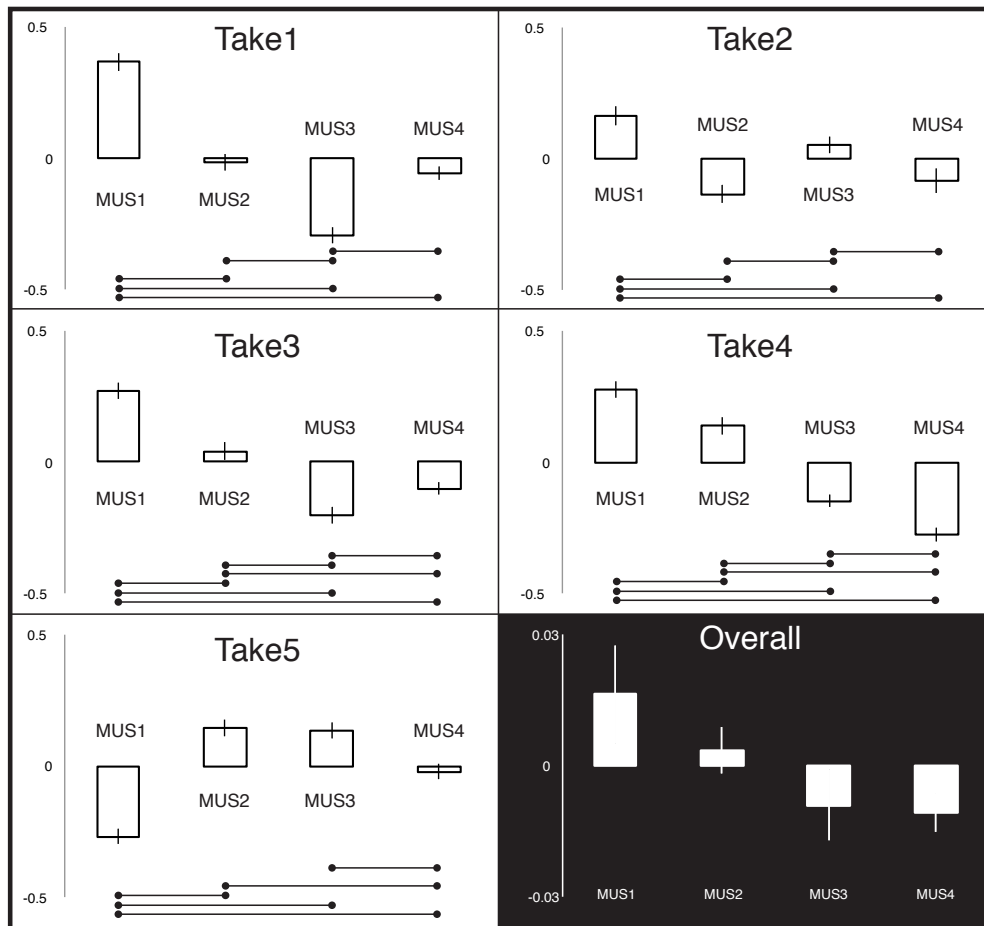 Take1
0.5
MUS3 MUS4
0
MUS1 MUS2
-0.5
Take2
0.5
MUS2 MUS4
0
MUS1 MUS3
-0.5
Take3
0.5
MUS3 MUS4
0
MUS1 MUS2
-0.5
Take4
0.5
MUS3 MUS4
0
MUS1 MUS2
-0.5
Take5
0.5
MUS1 MUS4
0
MUS2 MUS3
-0.5
Overall
0.03
0
-0.03
MUS1 MUS2 MUS3 MUS4